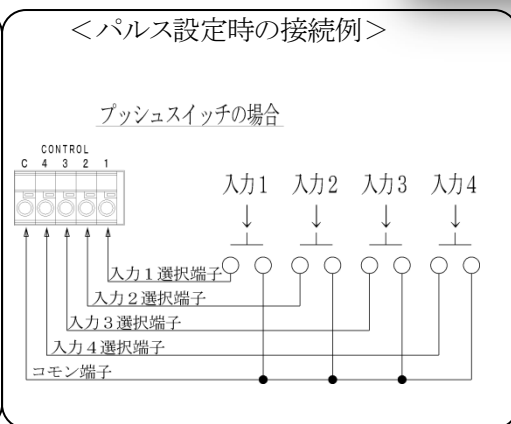 ＜パルス設定時の接続例＞
プッシュスイッチの場合
CONTROL
C 4 3 2 1
入力1 入力2 入力3 入力4
入力１選択端子
入力２選択端子
入力３選択端子
入力４選択端子
コモン端子